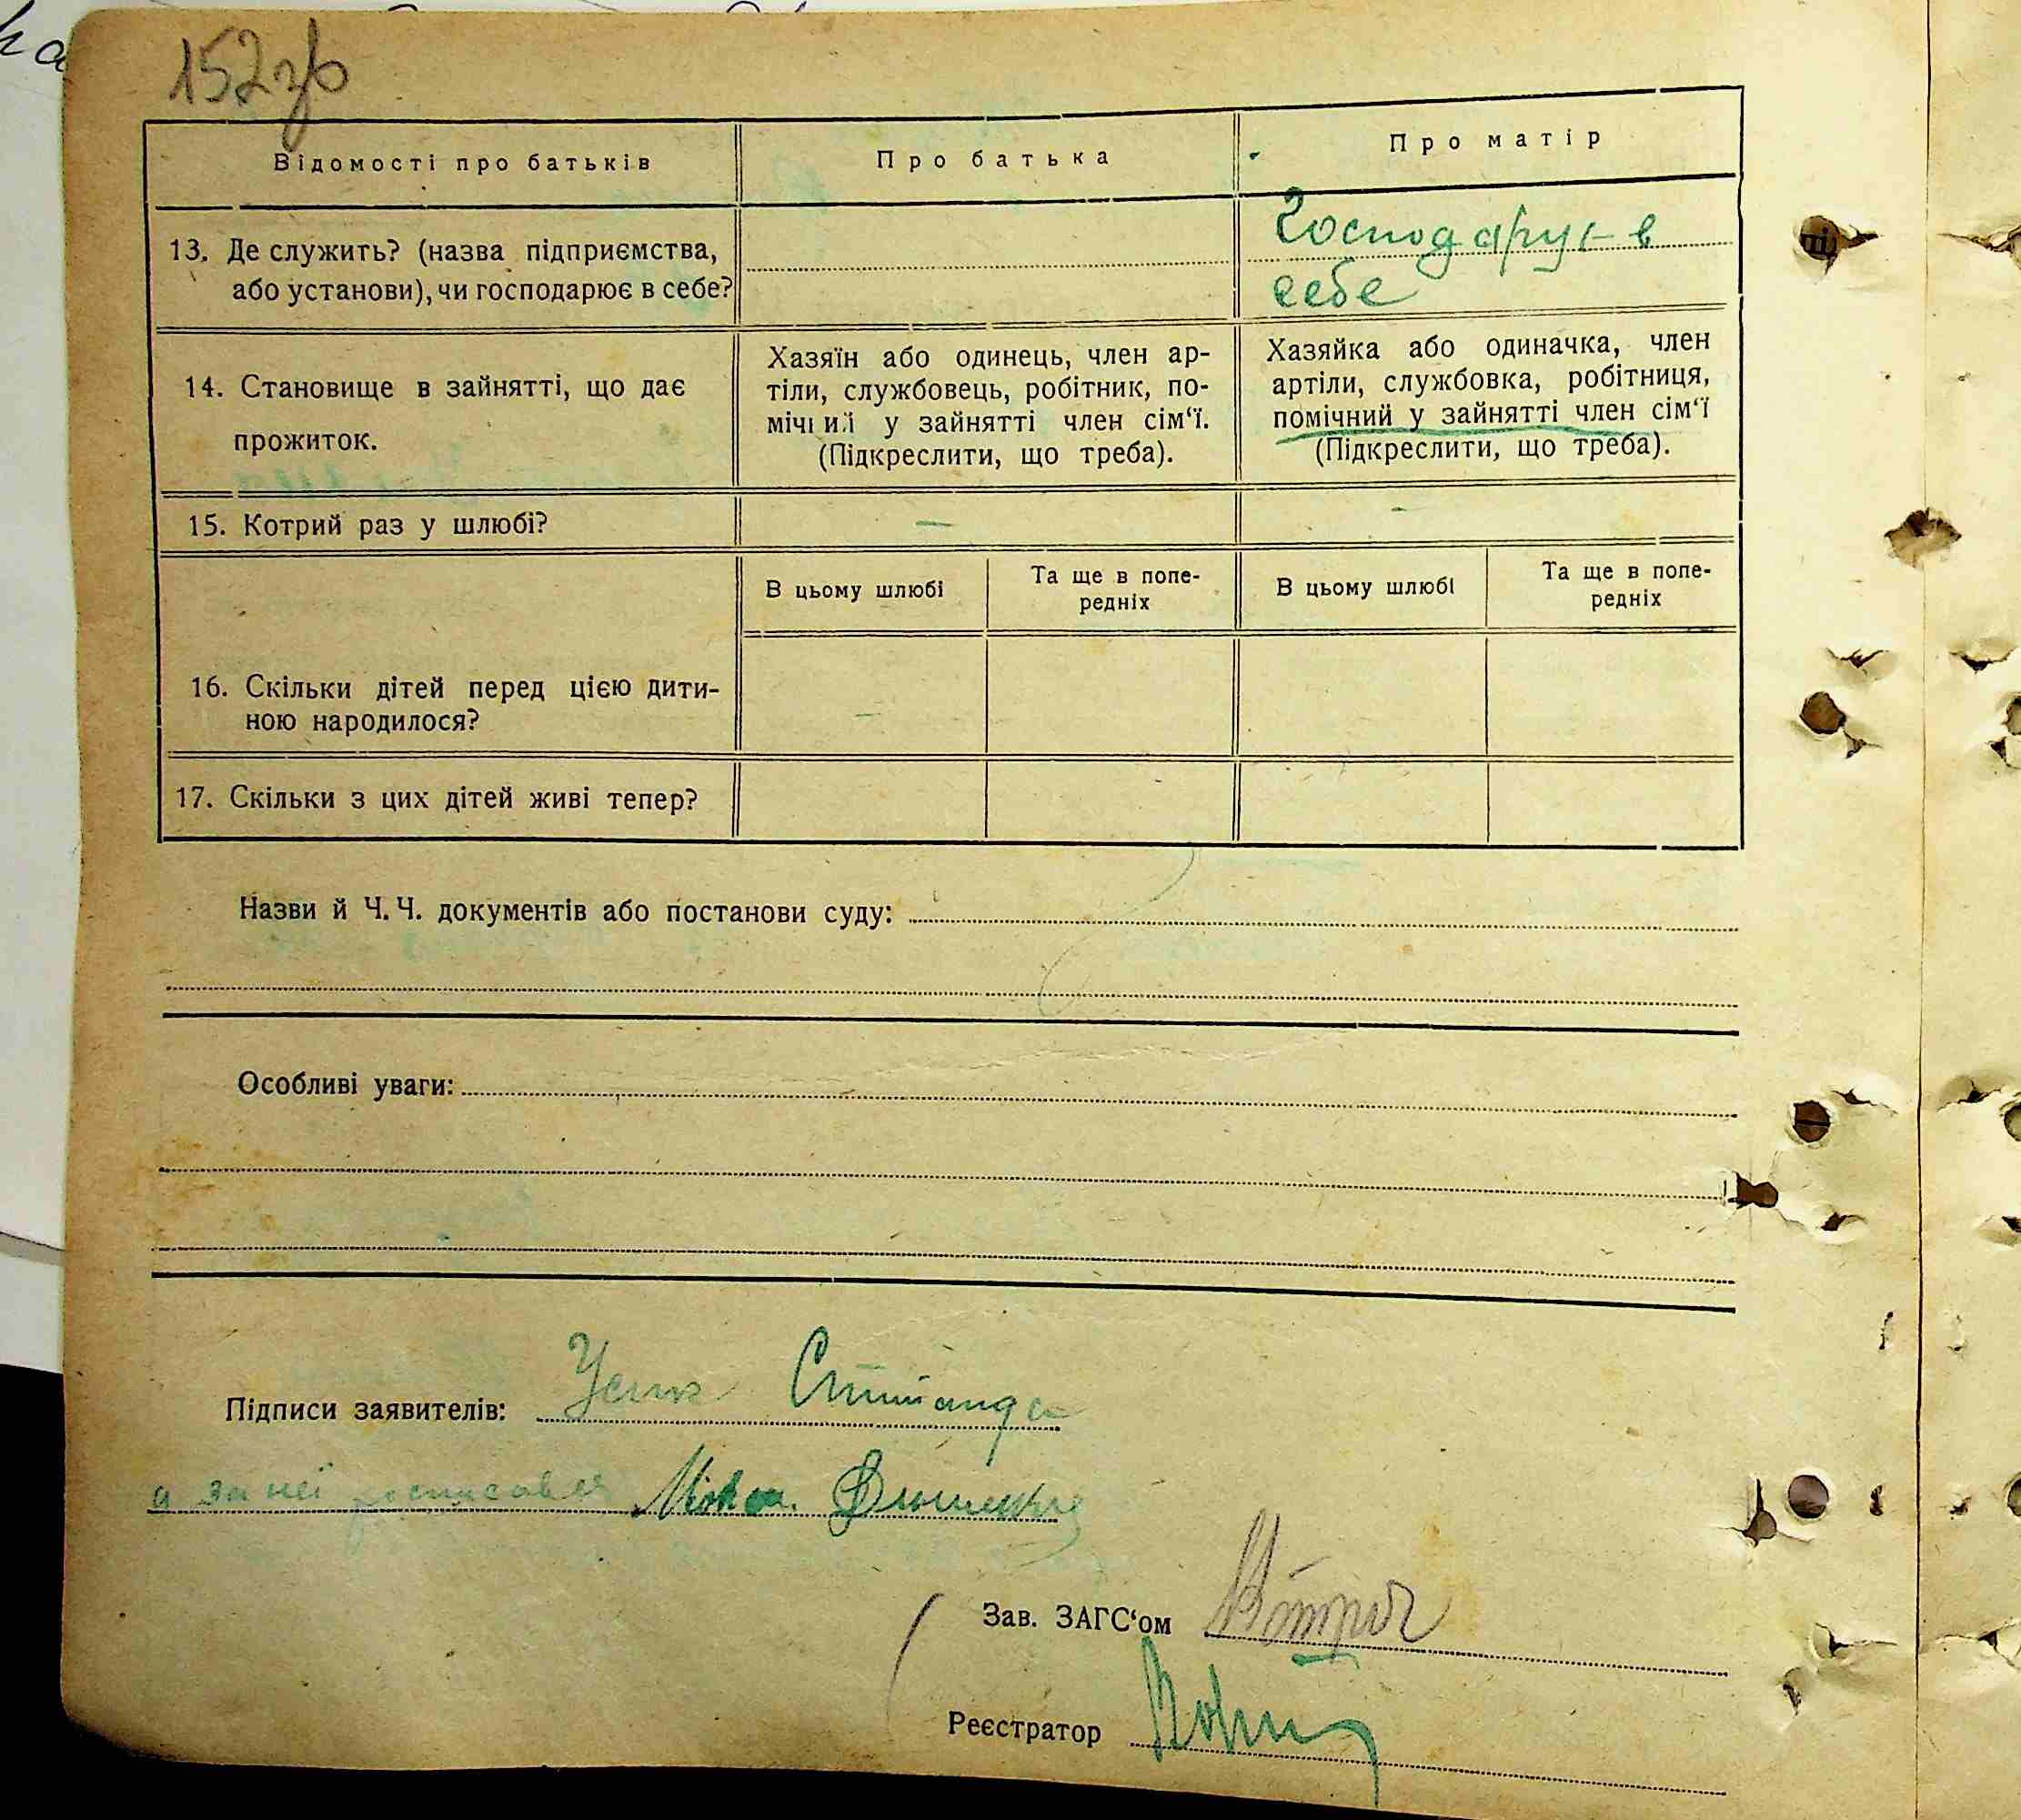 152зв
Відомості про батьків
Про батька
Про матір
13. Де служить? (назва підприємства,
або установи), чи господарює в себе?
Господарує в
себе
14. Становище в зайнятті, що дає
прожиток.
Хазяїн або одинець, член ар-
тіли, службовець, робітник, по-
мічний у зайнятті член сім‘ї.
(Підкреслити, що треба).
Хазяйка або одиначка, член
артіли, службовка, робітниця,
помічний у зайнятті член сім‘ї
(Підкреслити, що треба).
15. Котрий раз у шлюбі?
—
-
В цьому шлюбі
Та ще в попе-
редніх
В цьому шлюбі
Та ще в попе-
редніх
16. Скільки дітей перед цією дити-
ною народилося?
17. Скільки з цих дітей живі тепер?
Назви й Ч. Ч. документів або постанови суду:
Особливі уваги:
Підписи заявителів: Усик
а за неї росписався
Зав. ЗАГС‘ом
Реєстратор